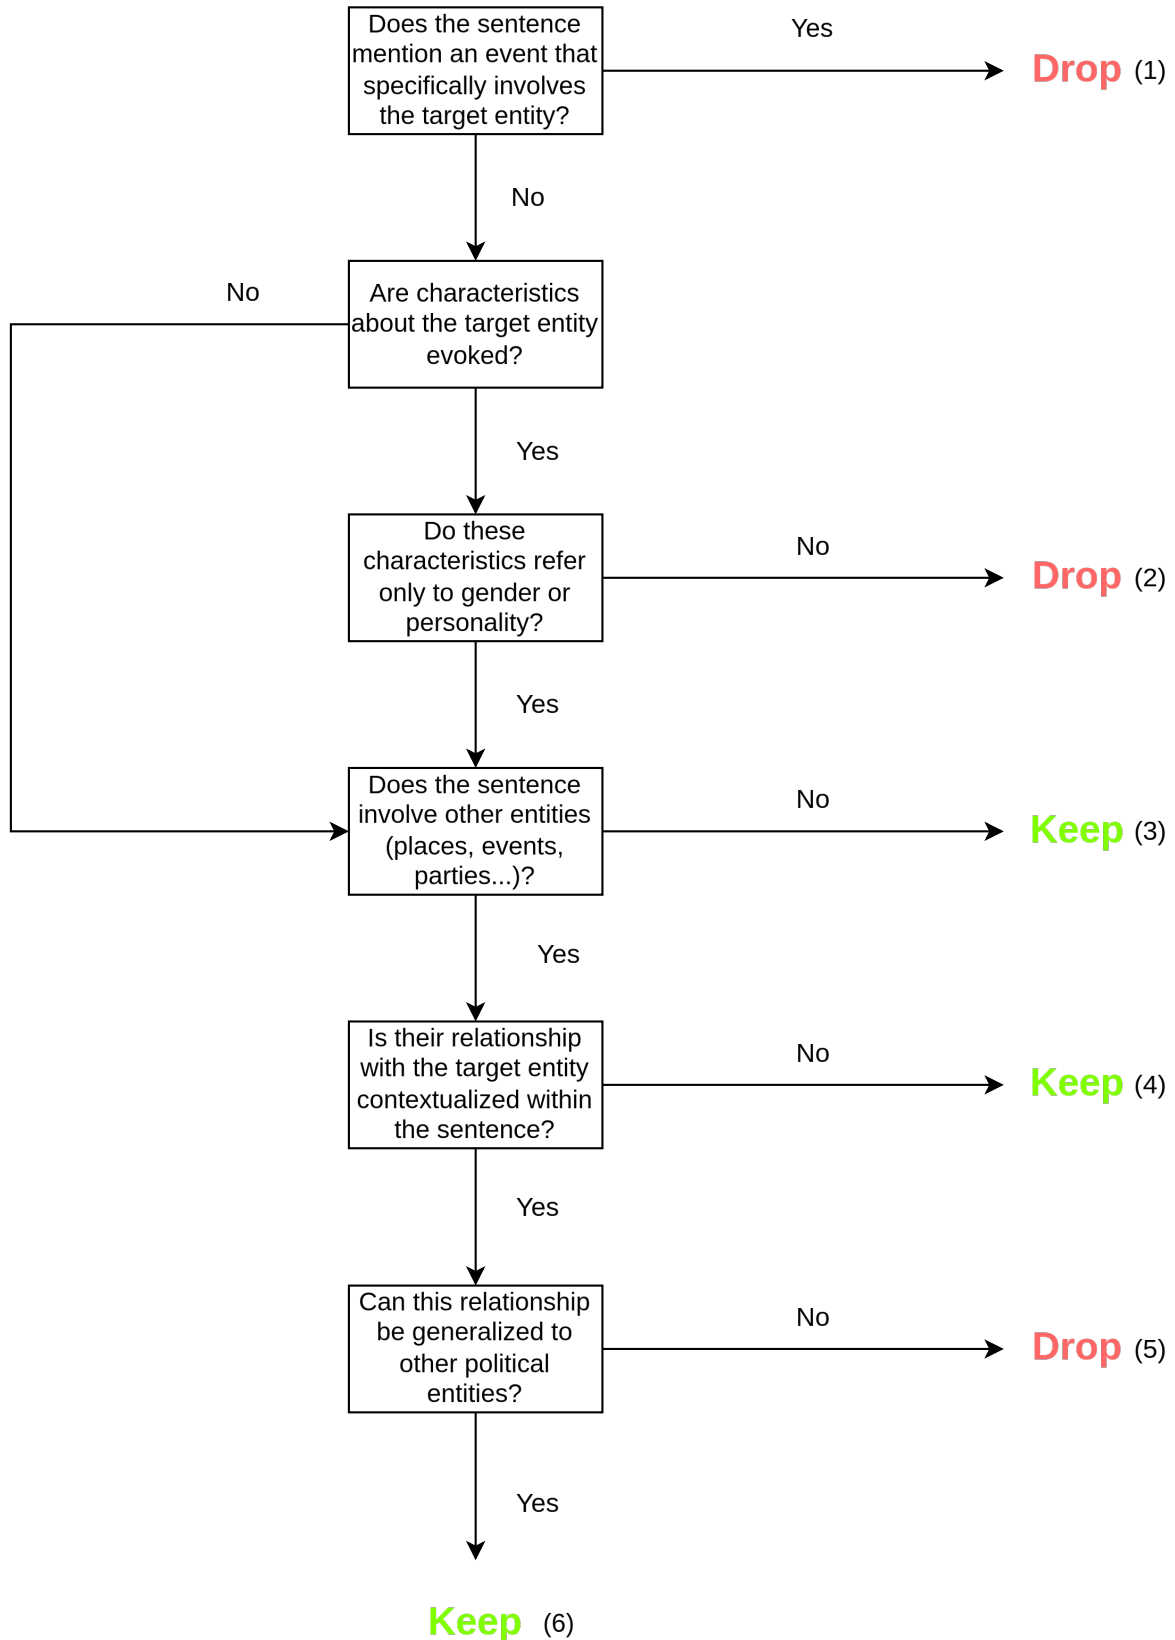 Does the sentence
mention an event that
specifically involves
the target entity?
Yes
Drop (1)
No
Are characteristics
about the target entity
evoked?
No
Yes
Do these
characteristics refer
only to gender or
personality?
No
Drop (2)
Yes
Does the sentence
involve other entities
(places, events,
parties...)?
No
Keep (3)
Yes
Is their relationship
with the target entity
contextualized within
the sentence?
No
Keep (4)
Yes
Can this relationship
be generalized to
other political
entities?
No
Drop (5)
Yes
Keep (6)